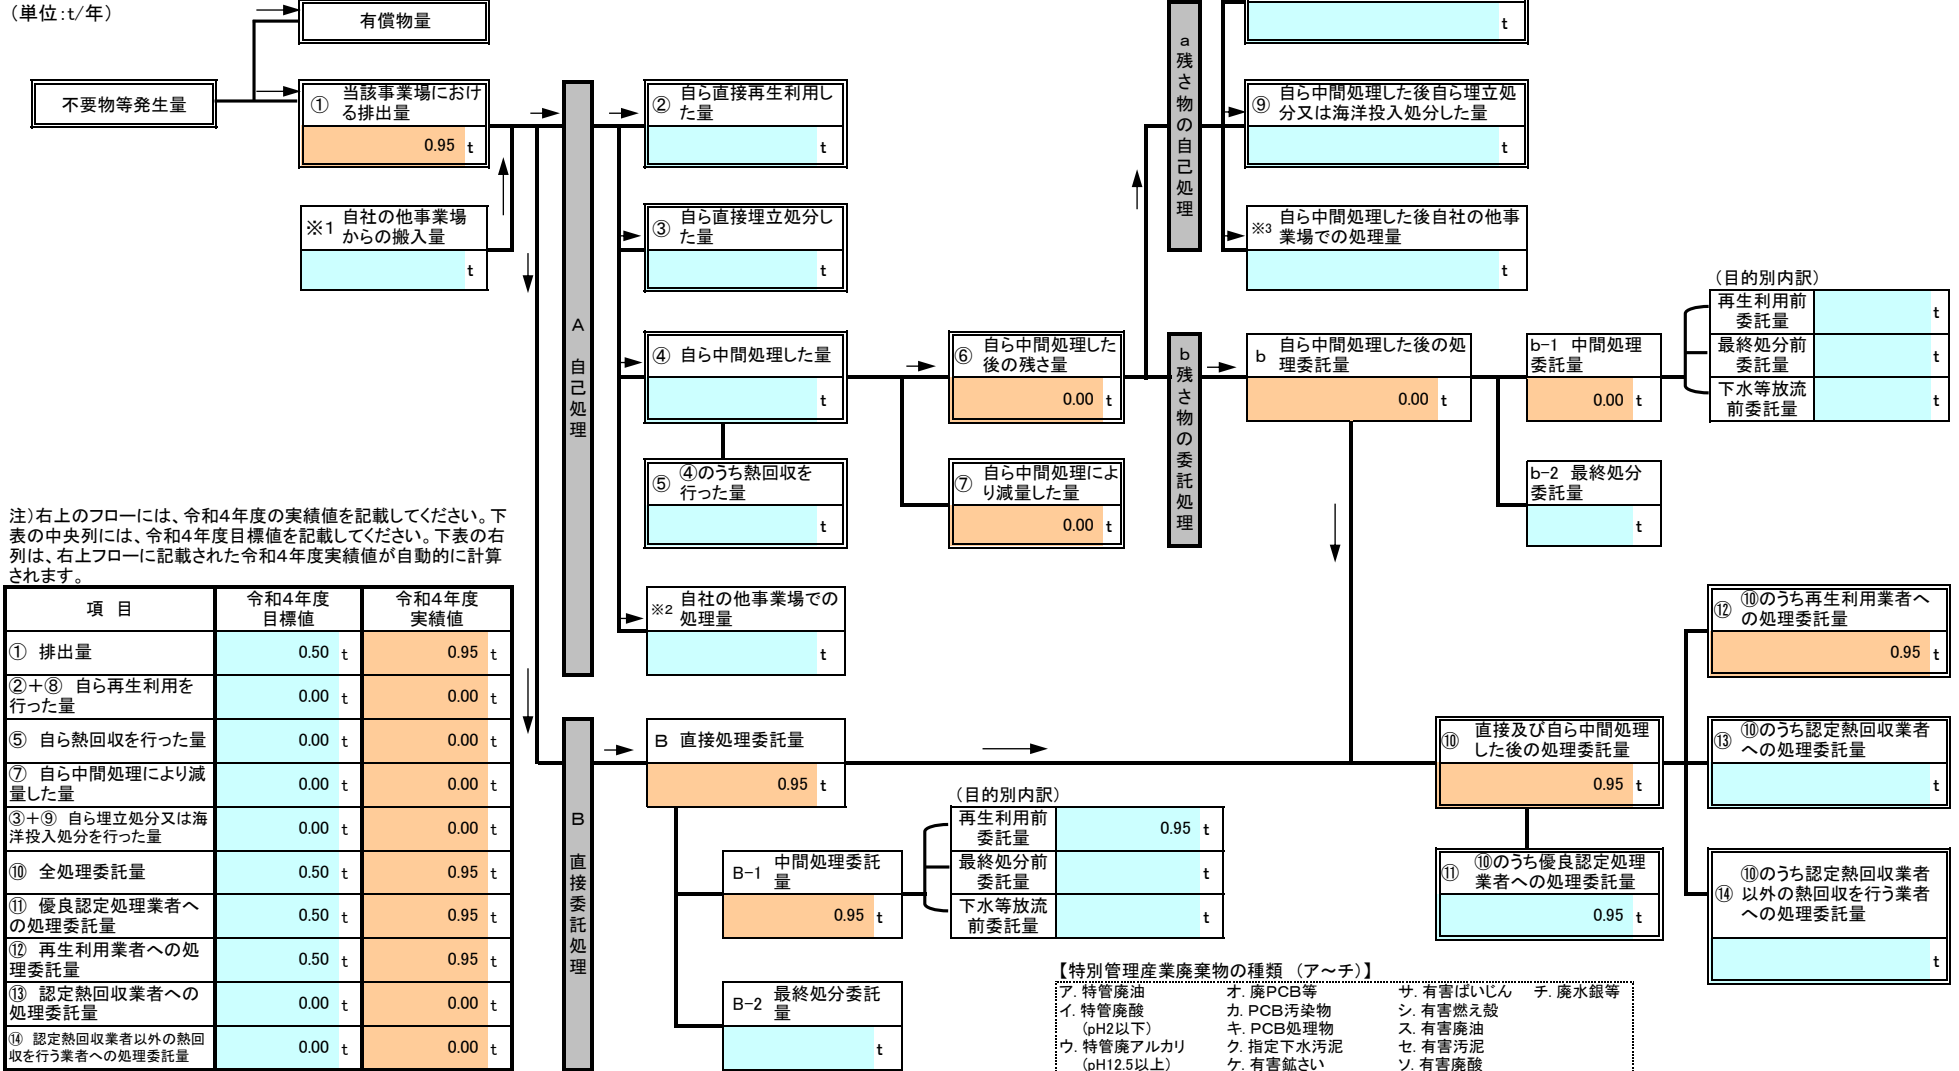 （単位：t/年）
有償物量
不要物等発生量
① 当該事業場におけ
る排出量
0.95 t
※1 自社の他事業場
からの搬入量
t
A 自己処理
② 自ら直接再生利用し
た量
t
③ 自ら直接埋立処分し
た量
t
④ 自ら中間処理した量
t
⑤ ④のうち熱回収を
行った量
t
※2 自社の他事業場での
処理量
t
⑥ 自ら中間処理した
後の残さ量
0.00 t
⑦ 自ら中間処理によ
り減量した量
0.00 t
a 残さ物の自己処理
t
⑨ 自ら中間処理した後自ら埋立処
分又は海洋投入処分した量
t
※3 自ら中間処理した後自社の他事
業場での処理量
t
b 残さ物の委託処理
b 自ら中間処理した後の処
理委託量
0.00 t
b-1 中間処理
委託量
0.00 t
b-2 最終処分
委託量
t
（目的別内訳）
再生利用前
委託量
t
最終処分前
委託量
t
下水等放流
前委託量
t
注）右上のフローには、令和4年度の実績値を記載してください。下
表の中央列には、令和4年度目標値を記載してください。下表の右
列は、右上フローに記載された令和4年度実績値が自動的に計算
されます。
項 目 令和4年度
目標値 令和4年度
実績値
① 排出量 0.50 t 0.95 t
②＋⑧ 自ら再生利用を
行った量 0.00 t 0.00 t
⑤ 自ら熱回収を行った量 0.00 t 0.00 t
⑦ 自ら中間処理により減
量した量 0.00 t 0.00 t
③＋⑨ 自ら埋立処分又は海
洋投入処分を行った量 0.00 t 0.00 t
⑩ 全処理委託量 0.50 t 0.95 t
⑪ 優良認定処理業者へ
の処理委託量 0.50 t 0.95 t
⑫ 再生利用業者への処
理委託量 0.50 t 0.95 t
⑬ 認定熱回収業者への
処理委託量 0.00 t 0.00 t
⑭ 認定熱回収業者以外の熱回
収を行う業者への処理委託量 0.00 t 0.00 t
B 直接委託処理
B 直接処理委託量
0.95 t
B-1 中間処理委託
量
0.95 t
B-2 最終処分委託
量
t
（目的別内訳）
再生利用前
委託量
0.95 t
最終処分前
委託量
t
下水等放流
前委託量
t
⑩ 直接及び自ら中間処理
した後の処理委託量
0.95 t
⑪ ⑩のうち優良認定処理
業者への処理委託量
0.95 t
⑫ ⑩のうち再生利用業者へ
の処理委託量
0.95 t
⑬ ⑩のうち認定熱回収業者
への処理委託量
t
⑭ ⑩のうち認定熱回収業者
以外の熱回収を行う業者
への処理委託量
t
【特別管理産業廃棄物の種類 （ア～チ）】
ア. 特管廃油 オ. 廃PCB等 サ. 有害ばいじん チ. 廃水銀等
イ. 特管廃酸 カ. PCB汚染物 シ. 有害燃え殻
（pH2以下） キ. PCB処理物 ス. 有害廃油
ウ. 特管廃アルカリ ク. 指定下水汚泥 セ. 有害汚泥
（pH12.5以上） ケ. 有害鉱さい ソ. 有害廃酸